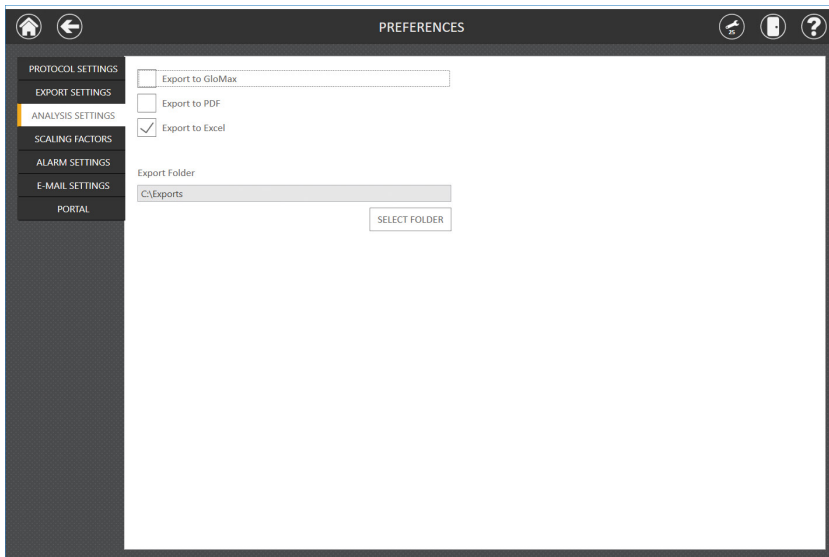 PREFERENCES
25
PROTOCOL SETTINGS
EXPORT SETTINGS
ANALYSIS SETTINGS
SCALING FACTORS
ALARM SETTINGS
E-MAIL SETTINGS
PORTAL
Export to GloMax
Export to PDF
Export to Excel
Export Folder
C:\Exports
SELECT FOLDER